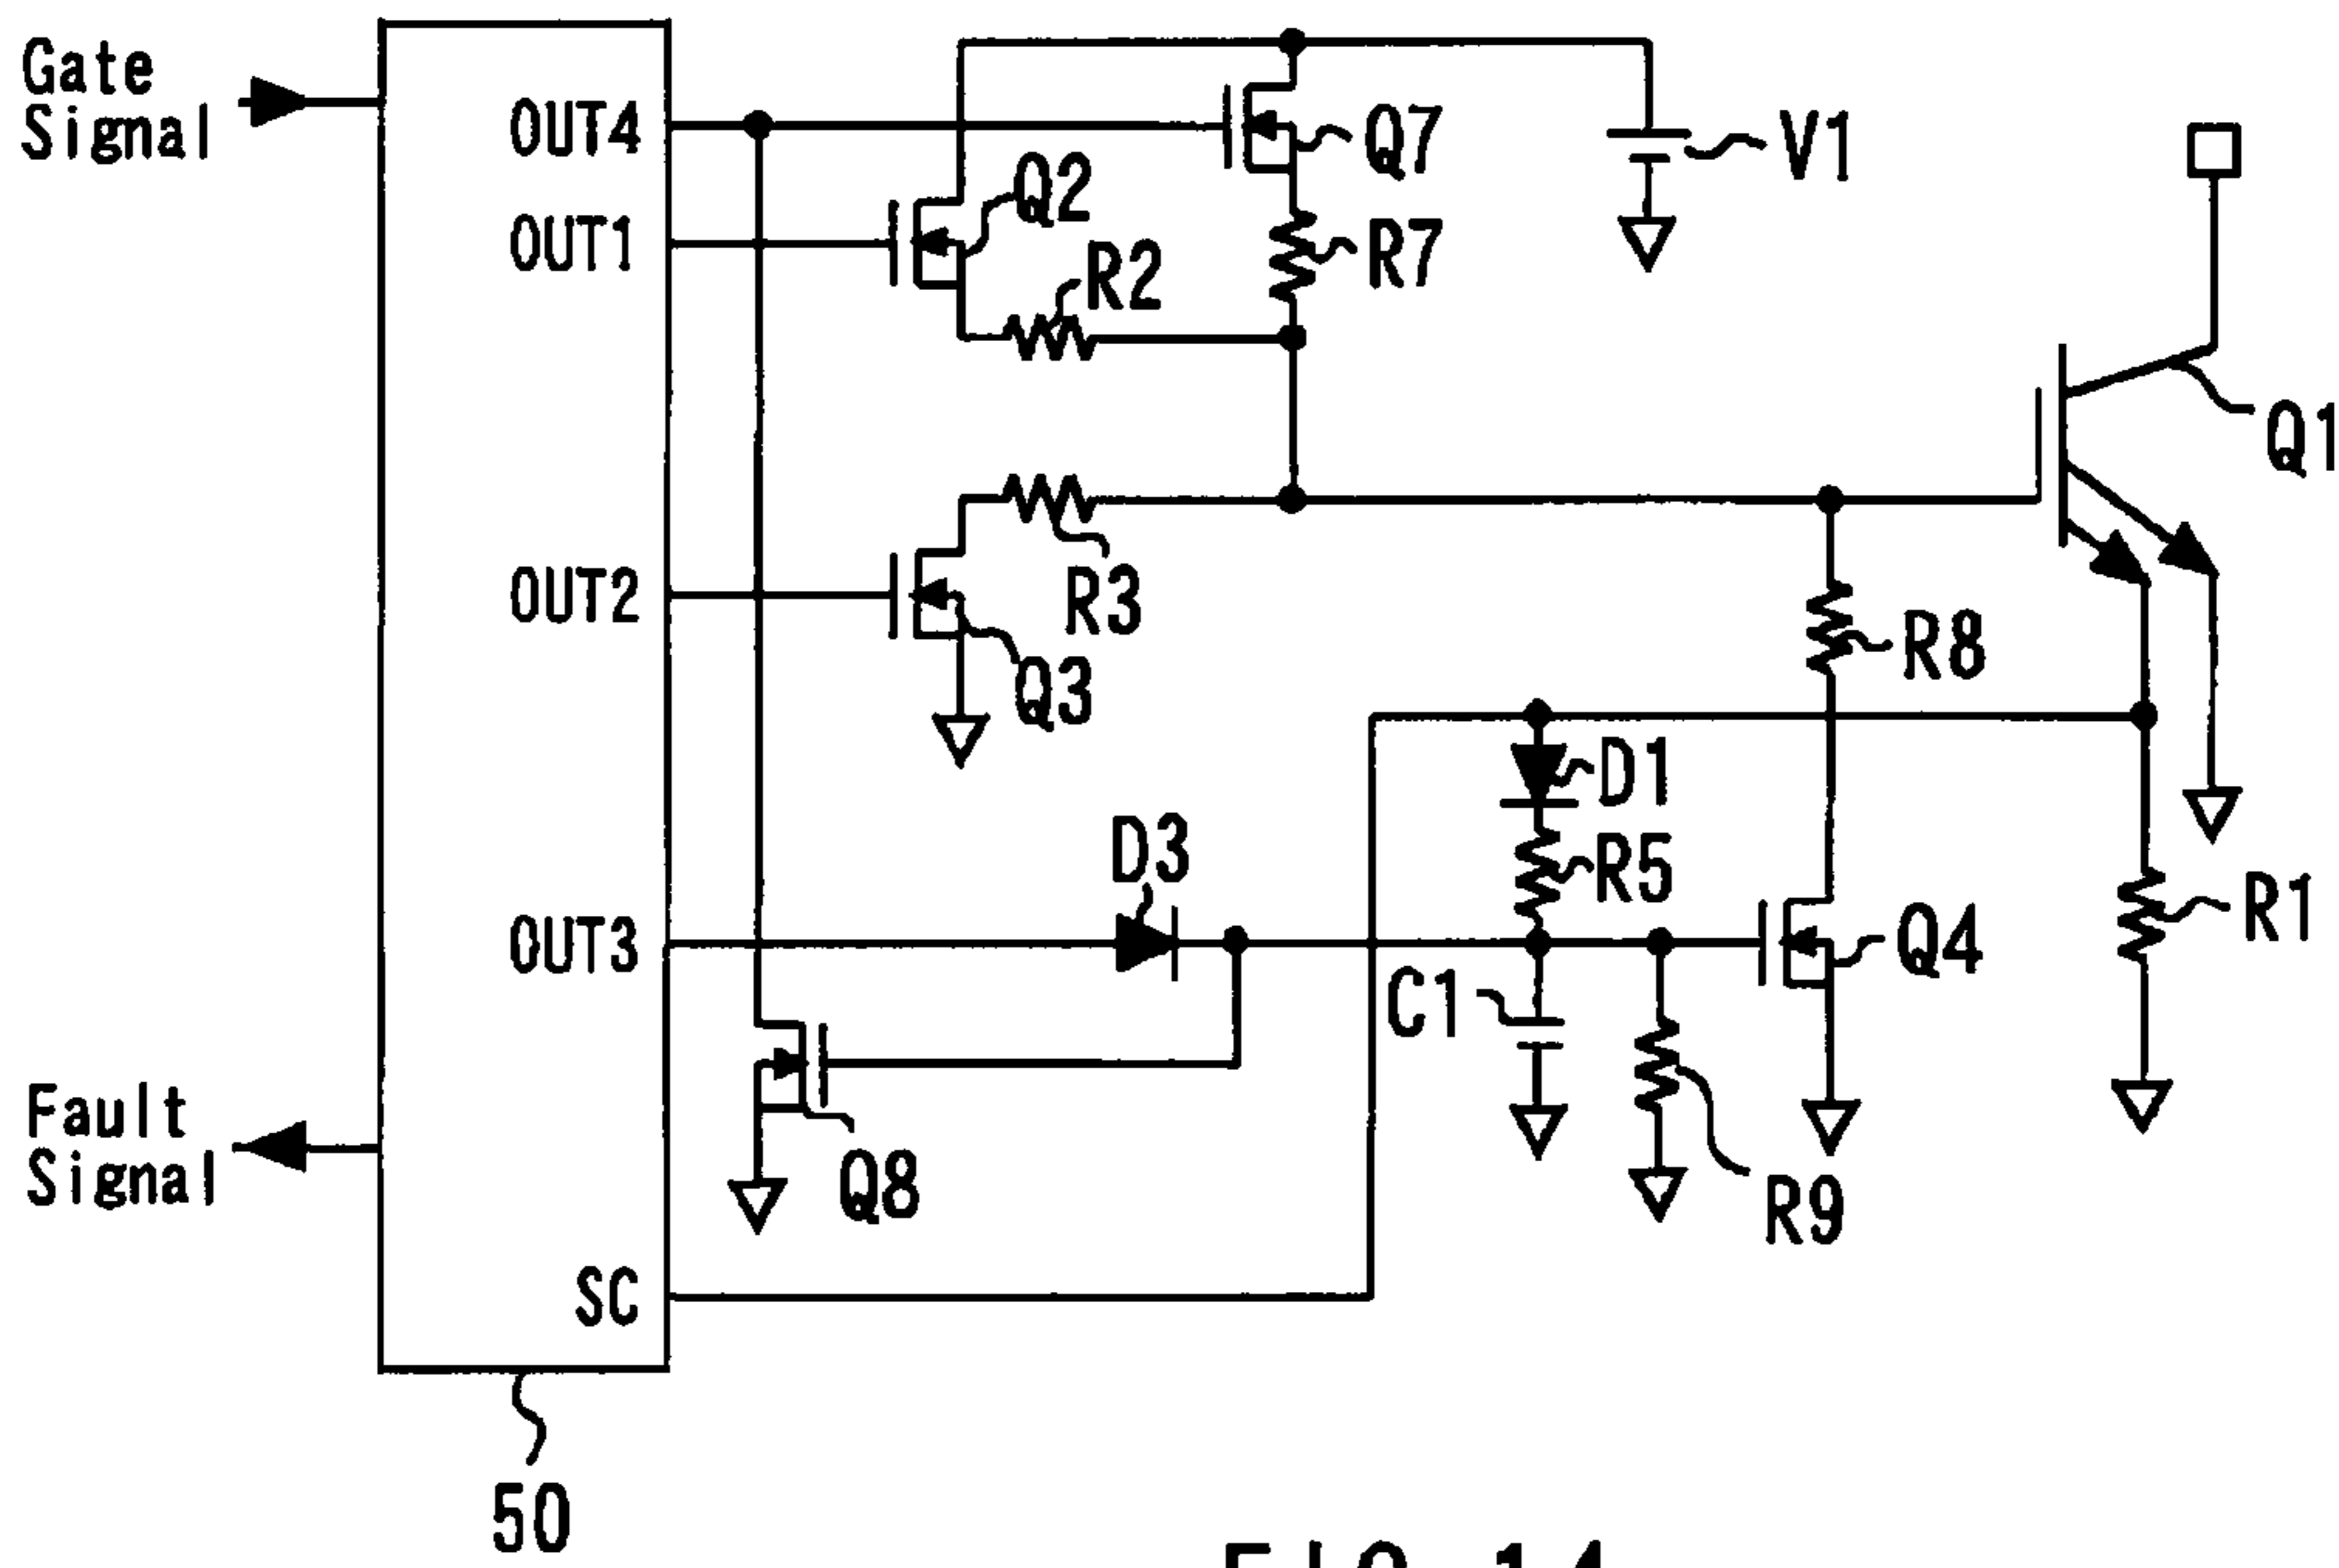 Gate
Signal
OUT4
OUT1
OUT2
OUT3
SC
Fault
Signal
50
Q7
V1
Q2
R7
R2
Q1
R3
Q3
R8
D1
D3
R5
R1
Q4
C1
Q8
R9